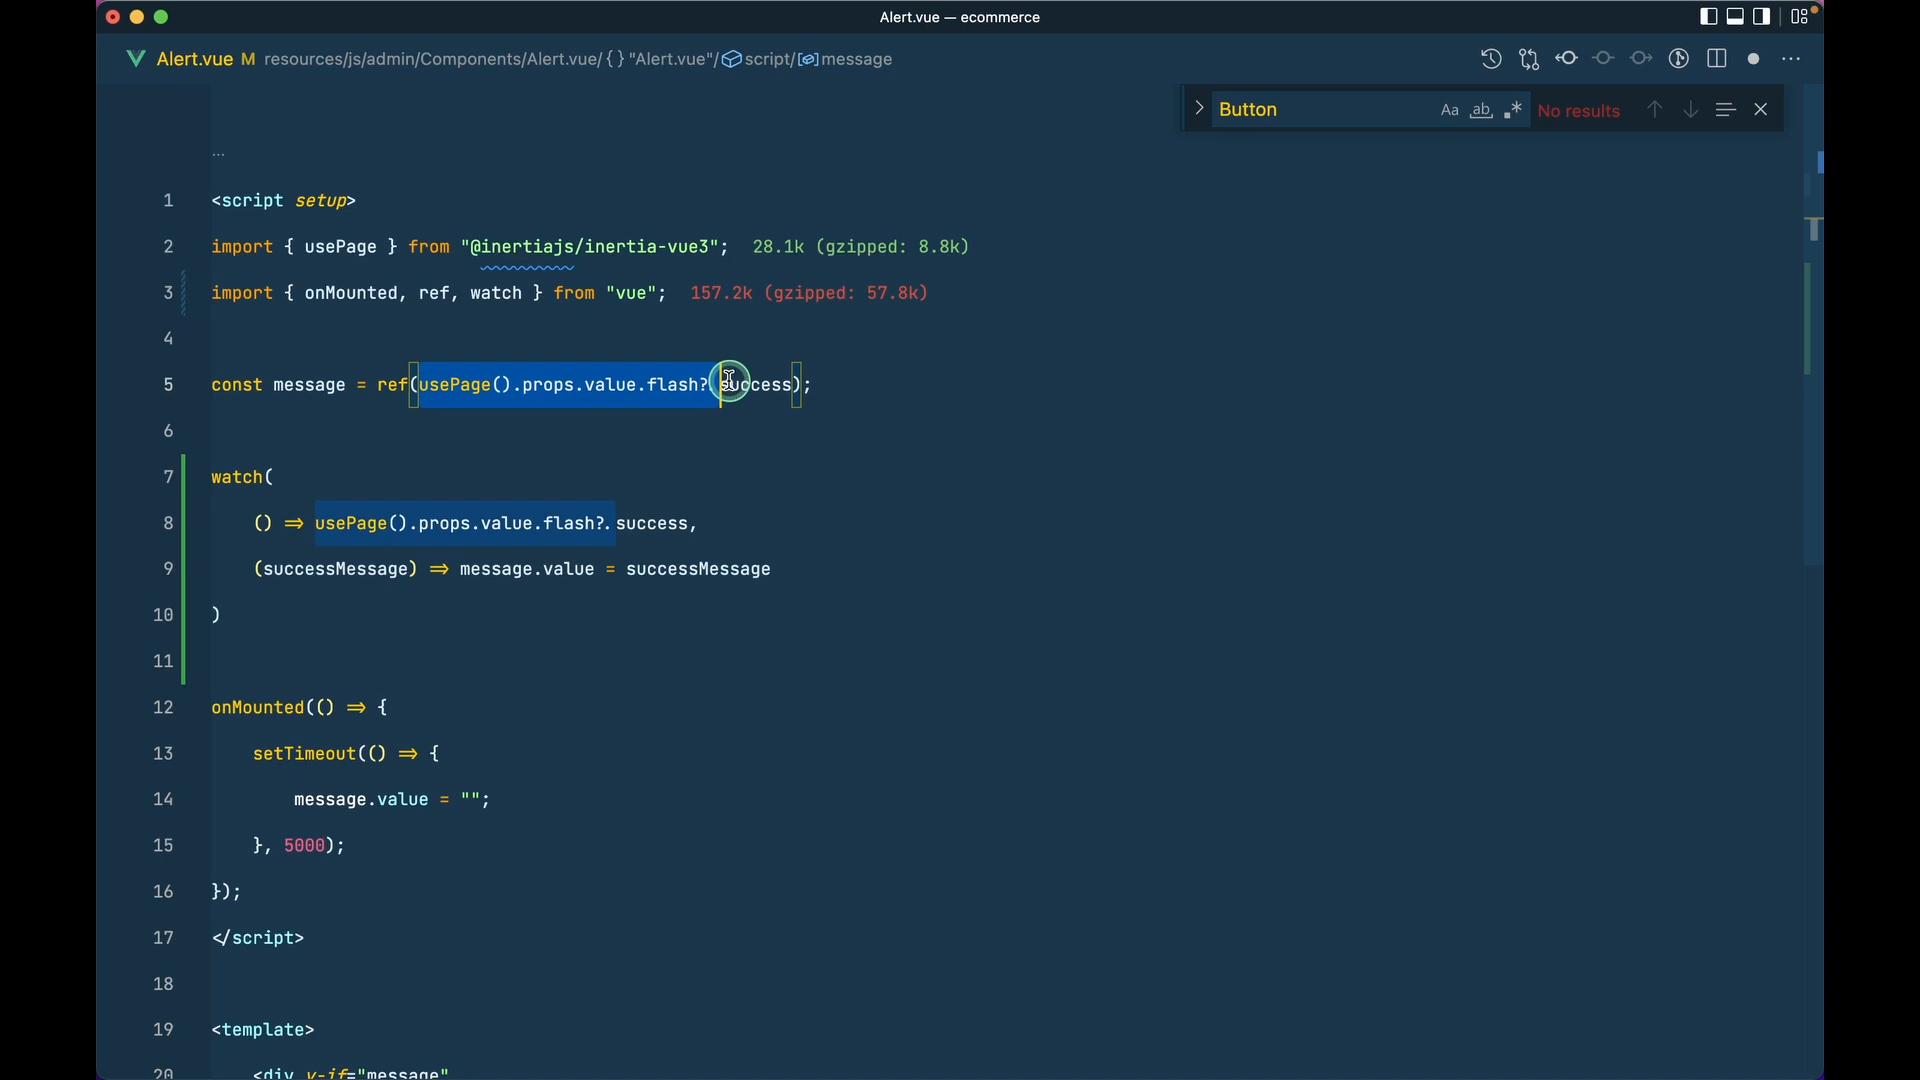 Alert.vue — ecommerce
Alert.vue M resources/js/admin/Components/Alert.vue/{} "Alert.vue"/script/message
Button Aa ab .* No results
...
1 <script setup>
2 import { usePage } from "@inertiajs/inertia-vue3"; 28.1k (gzipped: 8.8k)
3 import { onMounted, ref, watch } from "vue"; 157.2k (gzipped: 57.8k)
4
5 const message = ref(usePage().props.value.flash?.success);
6
7 watch(
8 () => usePage().props.value.flash?.success,
9 (successMessage) => message.value = successMessage
10 )
11
12 onMounted(() => {
13 setTimeout(() => {
14 message.value = "";
15 }, 5000);
16 });
17 </script>
18
19 <template>
20 <div v-if="message"